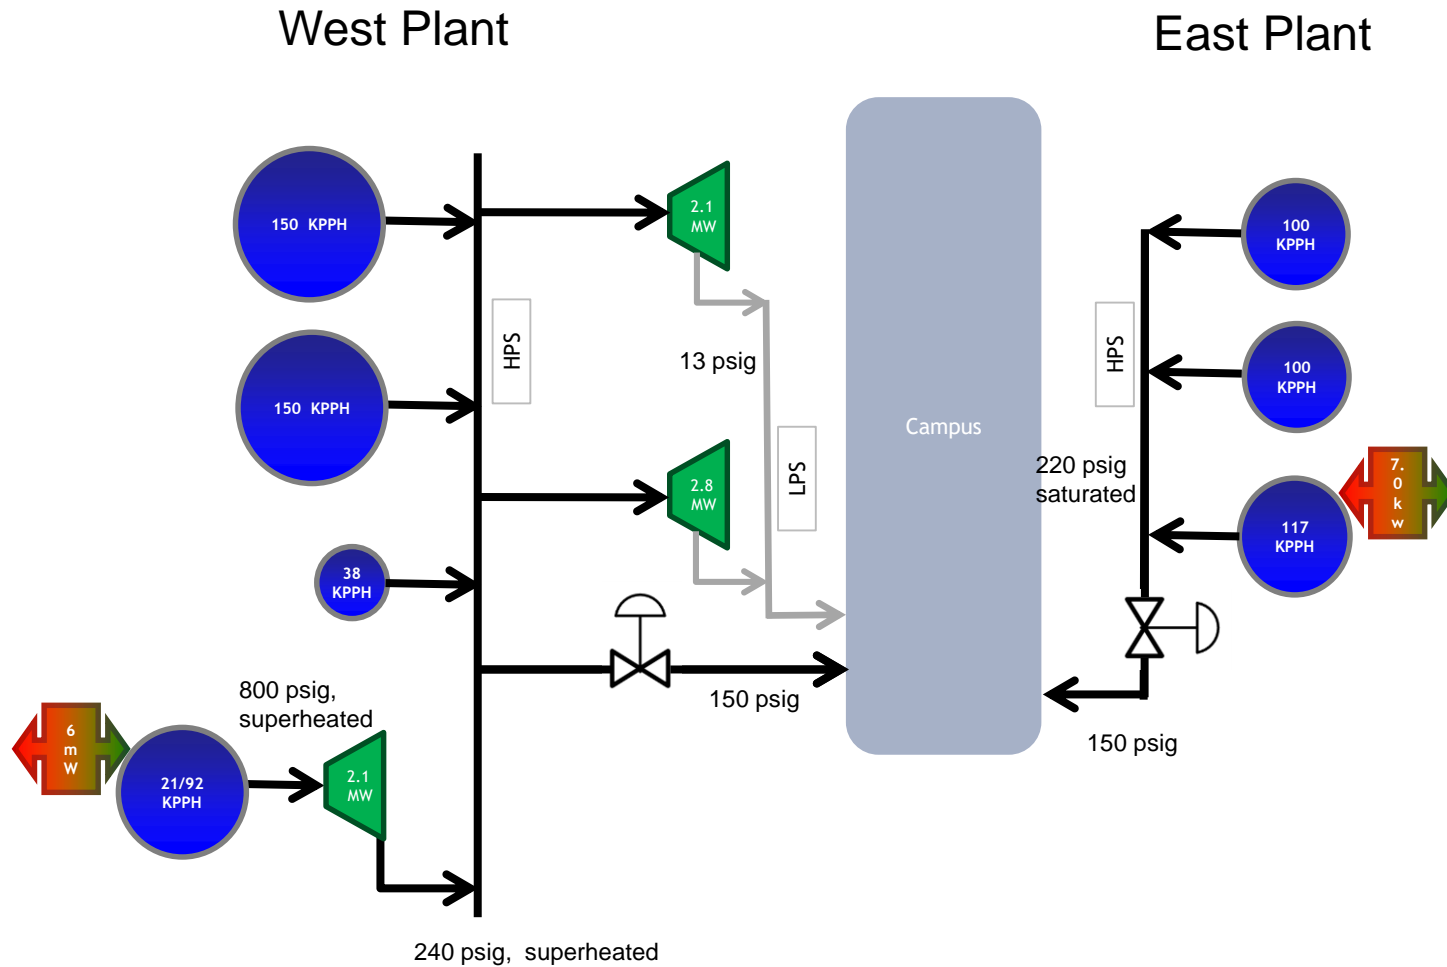 West Plant
East Plant
150 KPPH
2.1
MW
100
KPPH
HPS
HPS
13 psig
100
KPPH
150 KPPH
Campus
LPS
220 psig
saturated
2.8
MW
7.
0
k
w
117
KPPH
38
KPPH
150 psig
150 psig
800 psig,
superheated
6
m
W
21/92
KPPH
2.1
MW
240 psig, superheated